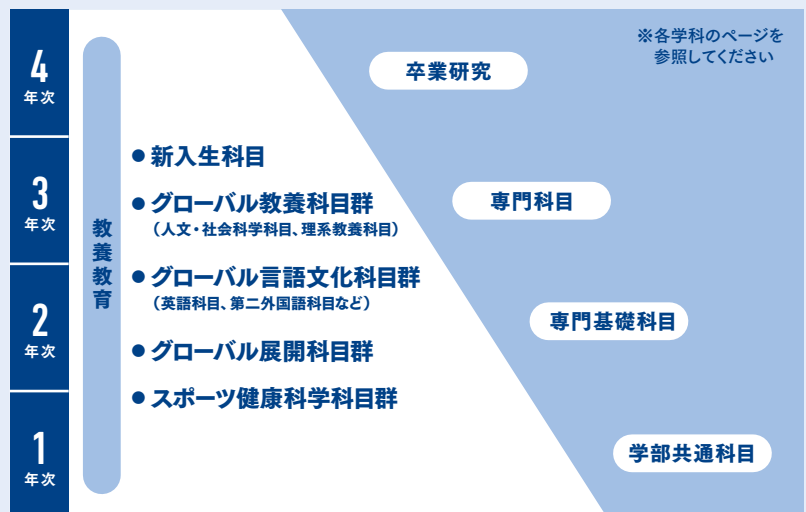 4
年次
3
年次
2
年次
1
年次
教養教育
●新入生科目
●グローバル教養科目群
（人文・社会科学科目、理系教養科目）
●グローバル言語文化科目群
（英語科目、第二外国語科目など）
●グローバル展開科目群
●スポーツ健康科学科目群
※各学科のページを
参照してください
卒業研究
専門科目
専門基礎科目
学部共通科目